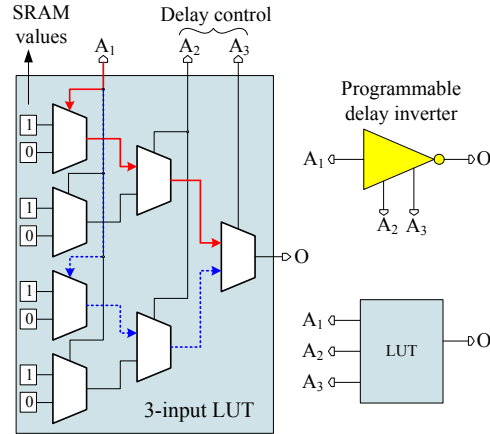 SRAM
values
Delay control
A1
A2
A3
1
0
1
0
1
0
1
0
O
3-input LUT
Programmable
delay inverter
A1
O
A2
A3
A1
A2
A3
LUT
O